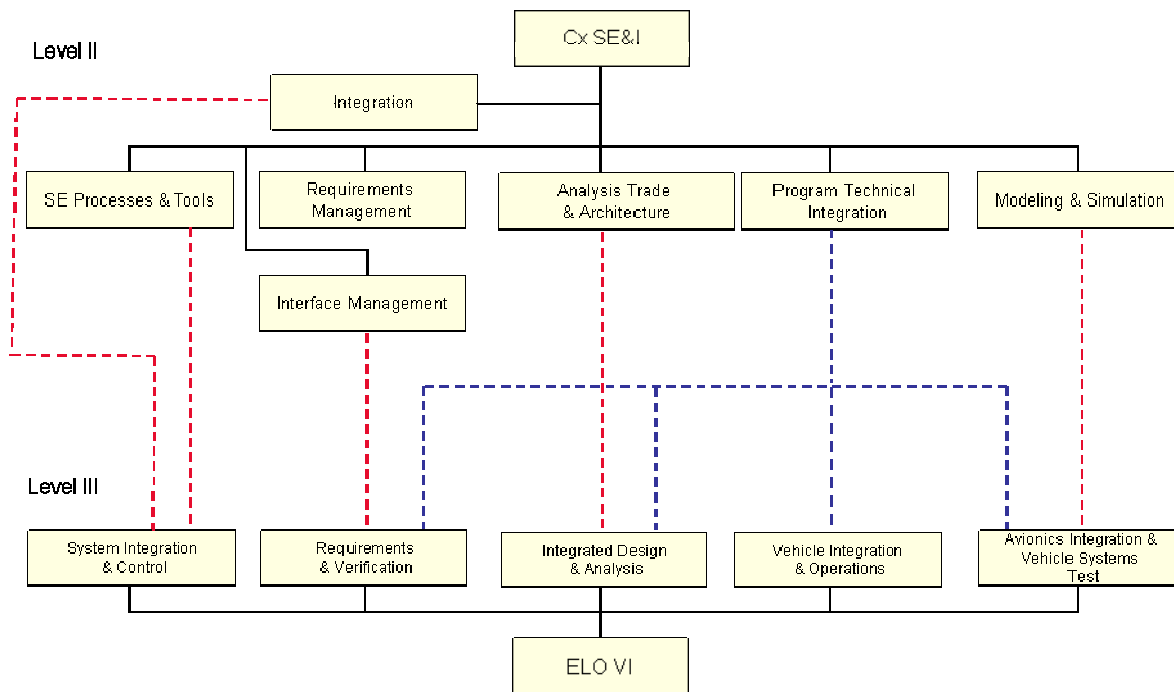 Cx SE&I
Level II
Integration
SE Processes & Tools
Requirements
Management
Analysis Trade
& Architecture
Program Technical
Integration
Modeling & Simulation
Interface Management
Level III
System Integration
& Control
Requirements
& Verification
Integrated Design
& Analysis
Vehicle Integration
& Operations
Avionics Integration &
Vehicle Systems
Test
ELO VI